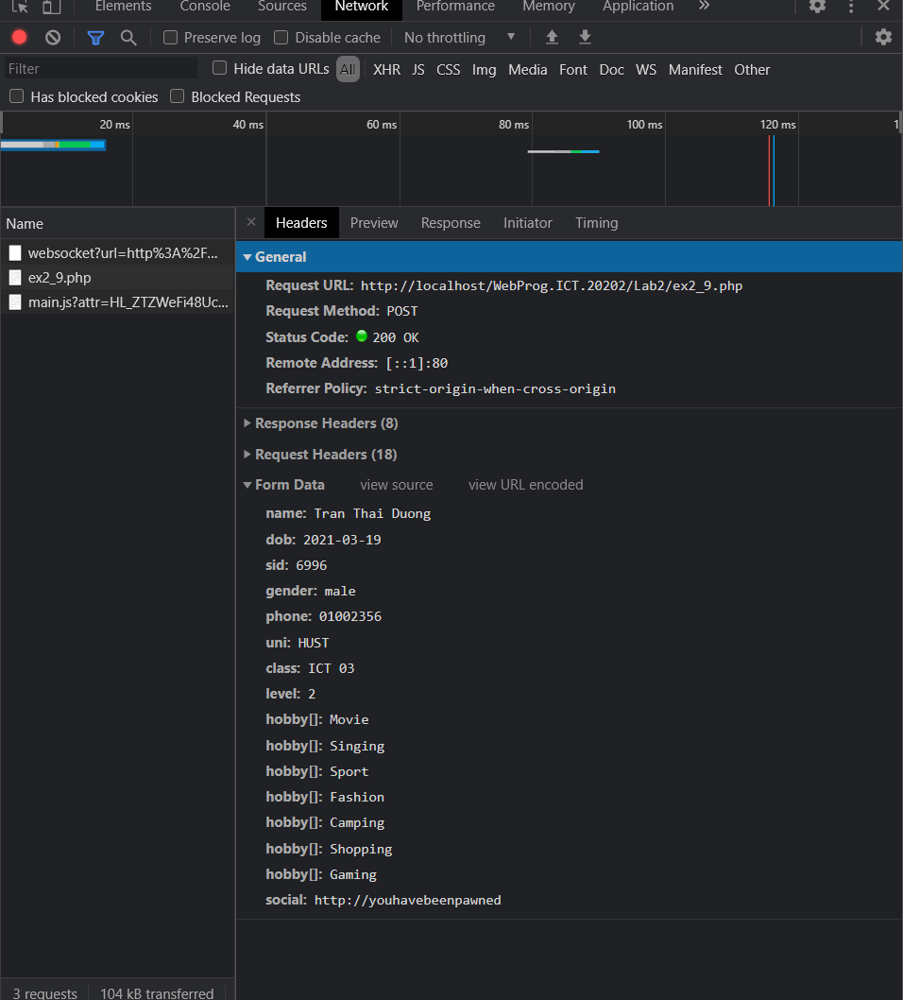 Elements Console Sources Network Performance Memory Application »
Preserve log Disable cache No throttling
Filter Hide data URLs All XHR JS CSS Img Media Font Doc WS Manifest Other
Has blocked cookies Blocked Requests
20 ms 40 ms 60 ms 80 ms 100 ms 120 ms 1
Name
websocket?url=http%3A%2F...
ex2_9.php
main.js?attr=HL_ZTZWeFi48Uc...
× Headers Preview Response Initiator Timing
General
Request URL: http://localhost/WebProg.ICT.20202/Lab2/ex2_9.php
Request Method: POST
Status Code: 200 OK
Remote Address: [::1]:80
Referrer Policy: strict-origin-when-cross-origin
Response Headers (8)
Request Headers (18)
Form Data view source view URL encoded
name: Tran Thai Duong
dob: 2021-03-19
sid: 6996
gender: male
phone: 01002356
uni: HUST
class: ICT 03
level: 2
hobby[]: Movie
hobby[]: Singing
hobby[]: Sport
hobby[]: Fashion
hobby[]: Camping
hobby[]: Shopping
hobby[]: Gaming
social: http://youhavebeenpawned
3 requests 104 kB transferred